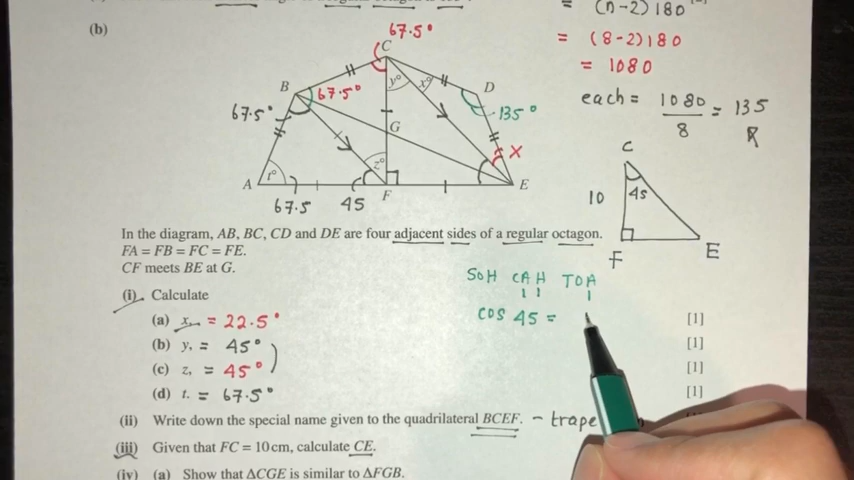 = (n-2)180
(b)
67.5°
= (8-2)180
= 1080
each = 1080/8 = 135
C
B
67.5°
67.5°
y°
x°
D
135°
G
x
z°
t°
A
67.5
45
F
E
C
10
45
F
E
In the diagram, AB, BC, CD and DE are four adjacent sides of a regular octagon.
FA = FB = FC = FE.
CF meets BE at G.
SOH CAH TOA
(i) Calculate
cos 45 =
(a) x, = 22.5° [1]
(b) y, = 45° [1]
(c) z, = 45° [1]
(d) t. = 67.5° [1]
(ii) Write down the special name given to the quadrilateral BCEF. - trape
(iii) Given that FC = 10 cm, calculate CE.
(iv) (a) Show that ΔCGE is similar to ΔFGB.